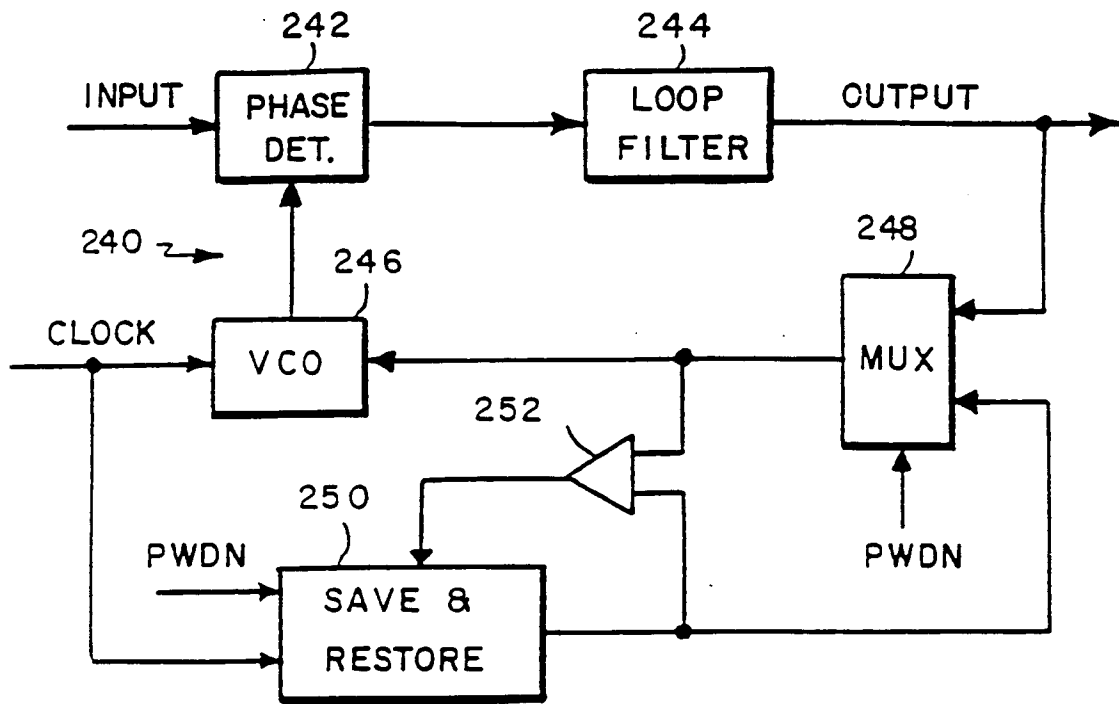 242
244
INPUT
PHASE
DET.
LOOP
FILTER
OUTPUT
240
246
248
CLOCK
VCO
MUX
252
250
PWDN
PWDN
SAVE &
RESTORE